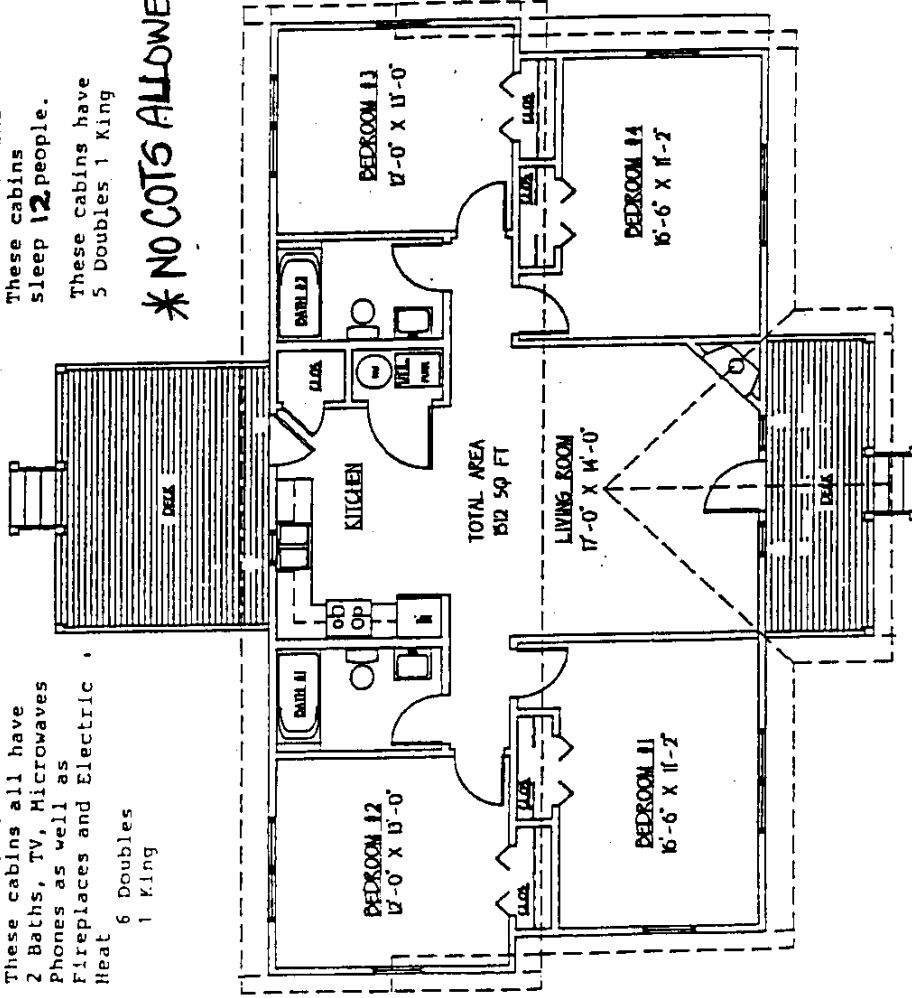 These cabins all have
2 Baths, TV, Microwaves
Phones as well as
Fireplaces and Electric
Heat
6 Doubles
1 King
These cabins
sleep 12 people.
These cabins have
5 Doubles 1 King
* NO COTS ALLOWE
DECK
BATH #1
KITCHEN
CLOS
BATH #2
BEDROOM #2
12'-0" X 13'-0"
BEDROOM #3
12'-0" X 13'-0"
TOTAL AREA
1512 SQ FT
CLOS
CLOS
CLOS
CLOS
LIVING ROOM
17'-0" X 14'-0"
BEDROOM #1
16'-6" X 11'-2"
BEDROOM #4
16'-6" X 11'-2"
DECK